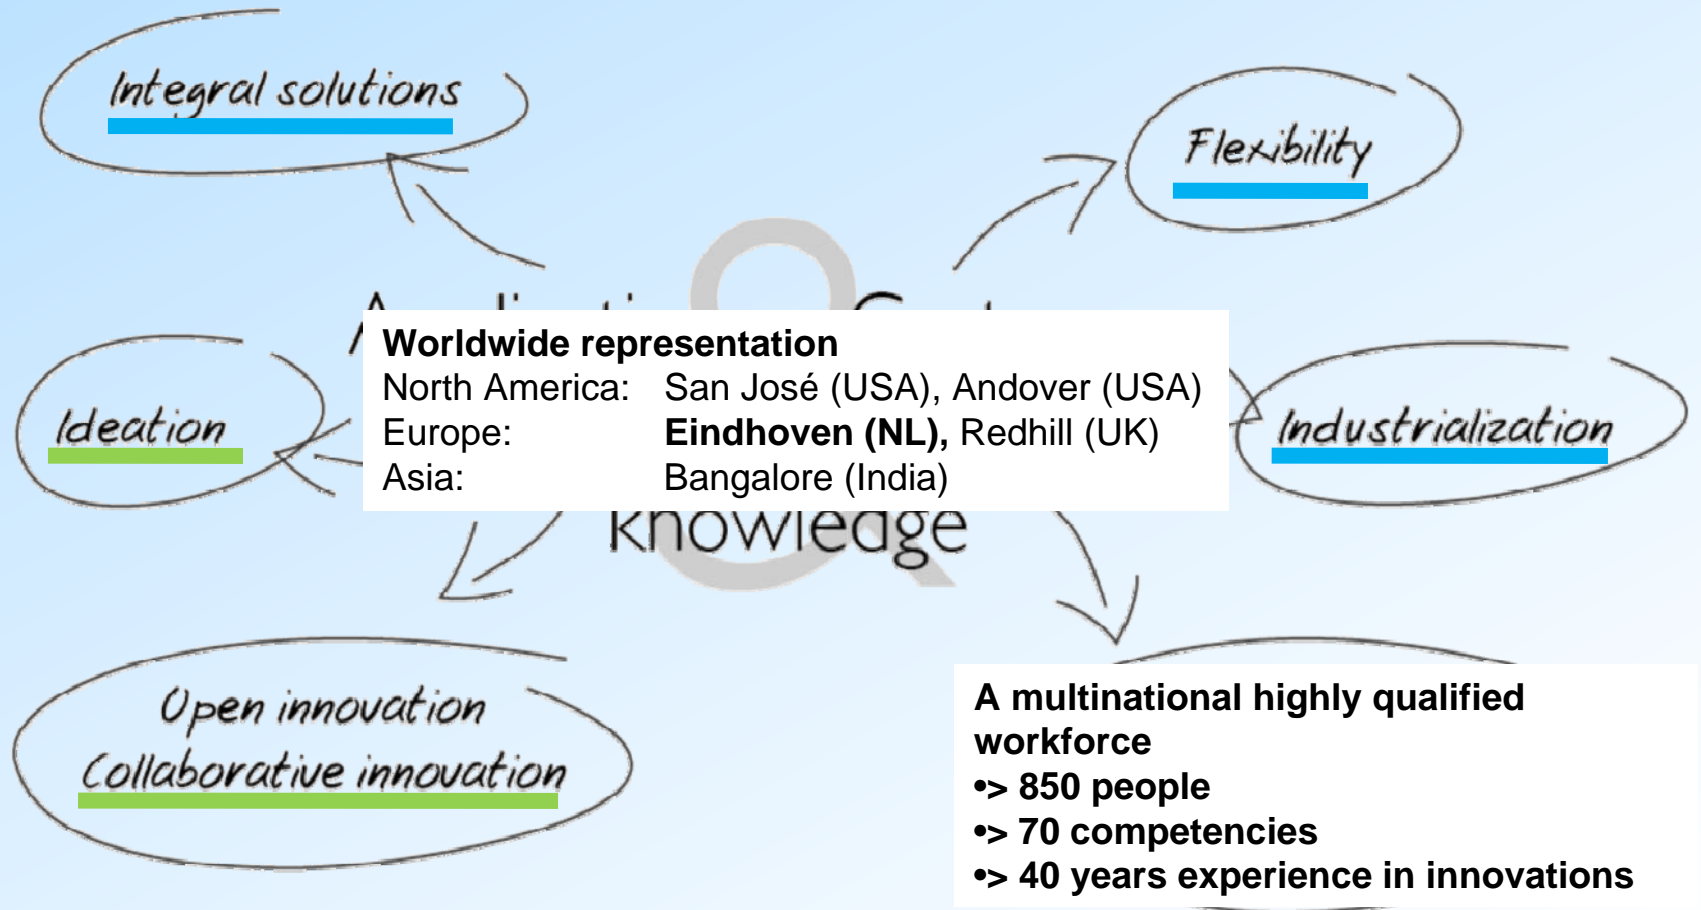 Integral solutions
Flexibility
Worldwide representation
North America: San José (USA), Andover (USA)
Europe: Eindhoven (NL), Redhill (UK)
Asia: Bangalore (India)
Ideation
Industrialization
knowledge
Open innovation
Collaborative innovation
A multinational highly qualified
workforce
•> 850 people
•> 70 competencies
•> 40 years experience in innovations